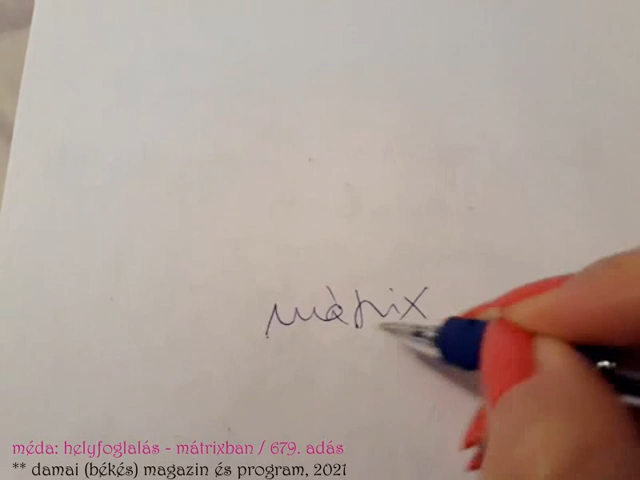 mátrix
méda: helyfoglalás - mátrixban / 679. adás
** damai (békés) magazin és program, 2021